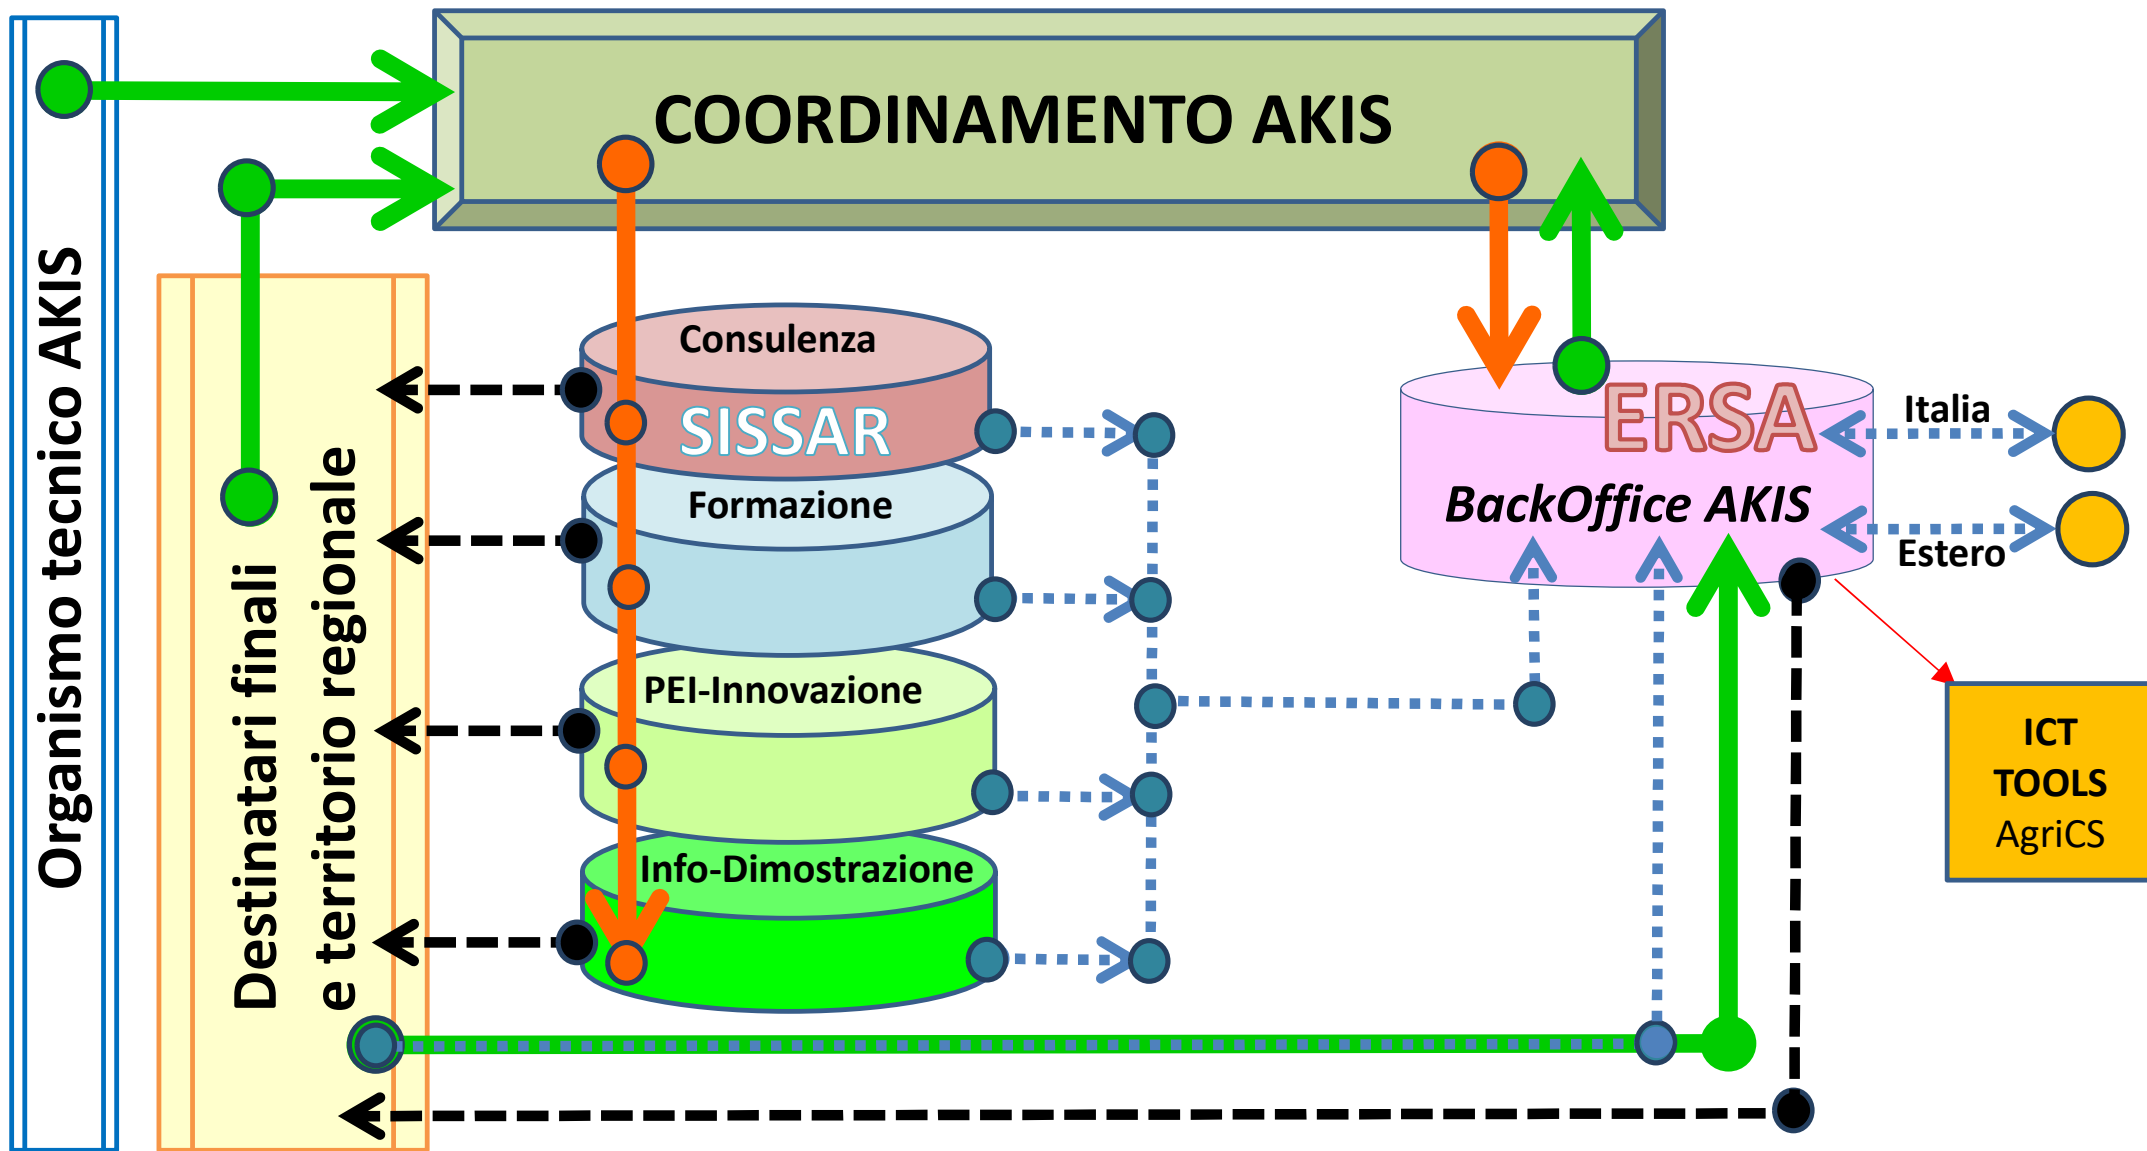 COORDINAMENTO AKIS
Organismo tecnico AKIS
Destinatari finali
e territorio regionale
Consulenza
SISSAR
Formazione
PEI-Innovazione
Info-Dimostrazione
ERSA
BackOffice AKIS
Italia
Estero
ICT
TOOLS
AgriCS